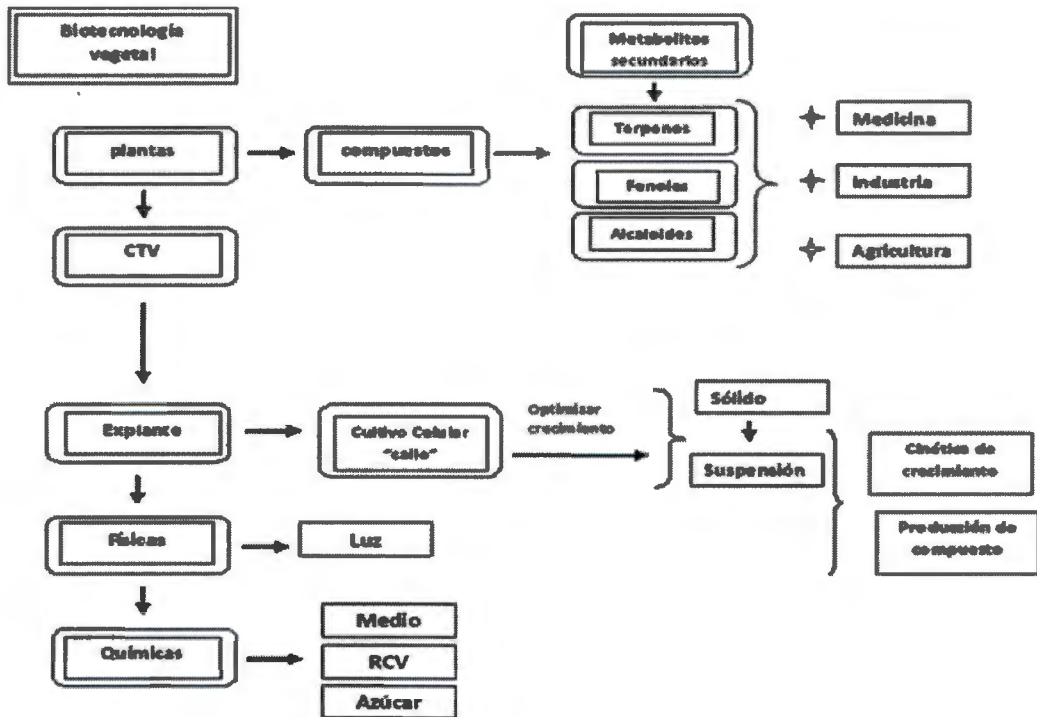 Biotecnología
vegetal
Metabolitos
secundarios
plantas
compuestos
Terpenos
Fenoles
Alcaloides
Medicina
Industria
Agricultura
CTV
Explante
Cultivo Celular
"callo"
Optimizar
crecimiento
Sólido
Suspensión
Cinética de
crecimiento
Producción de
compuesto
Físicas
Luz
Químicas
Medio
RCV
Azúcar